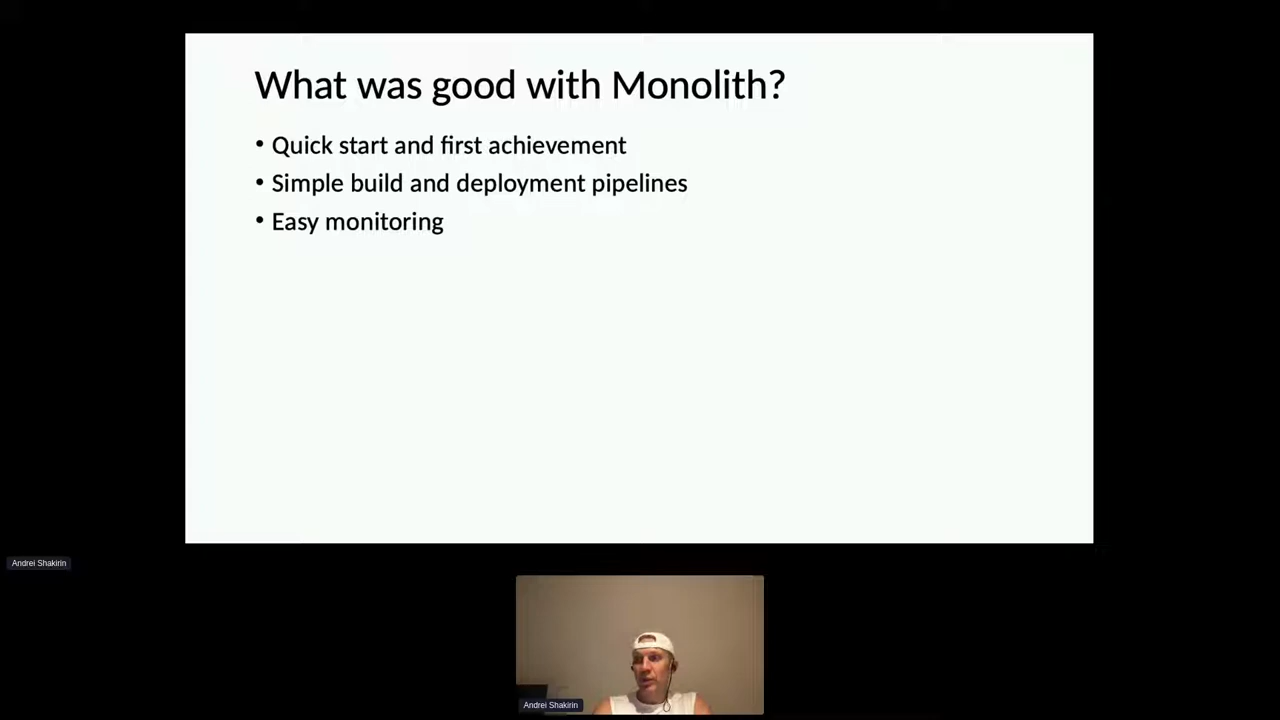 What was good with Monolith?
• Quick start and first achievement
• Simple build and deployment pipelines
• Easy monitoring
Andrei Shakirin
Andrei Shakirin